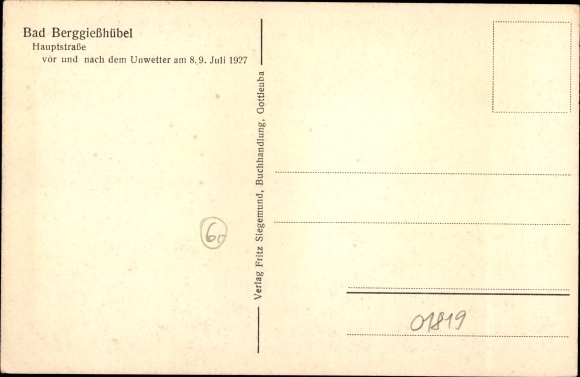 Bad Berggießhübel
Hauptstraße
vor und nach dem Unwetter am 8. 9. Juli 1927
Verlag Fritz Siegemund, Buchhandlung, Gottleuba
01819